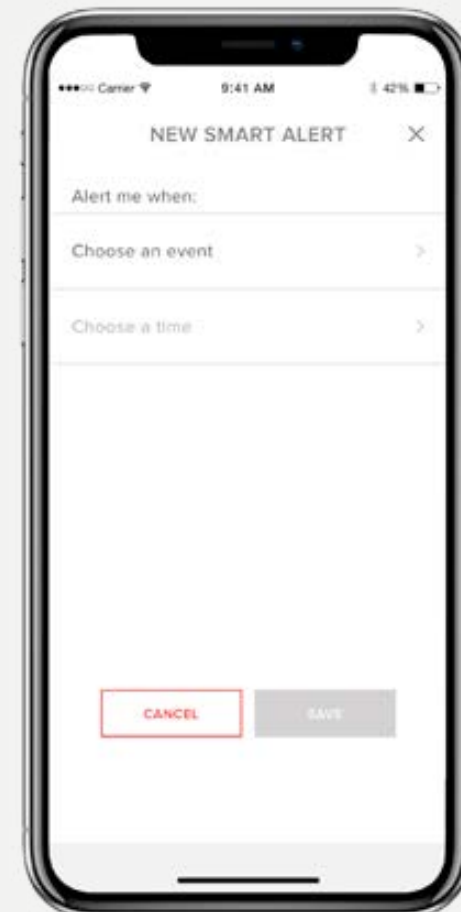 Carrier 9:41 AM 42%
NEW SMART ALERT
Alert me when:
Choose an event
Choose a time
CANCEL SAVE